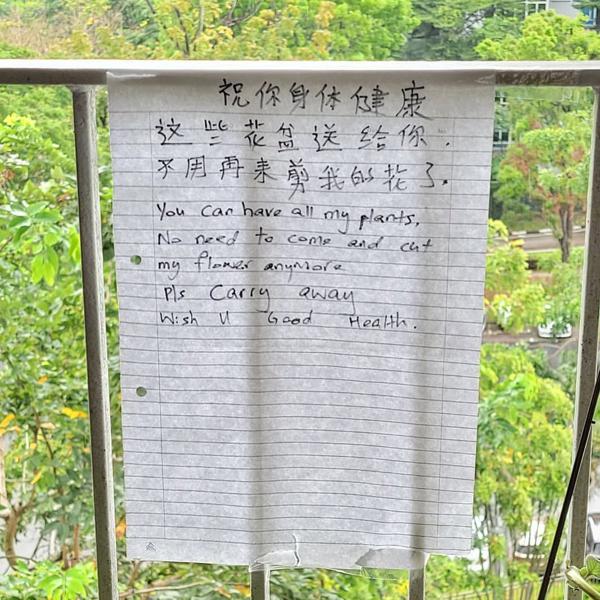 祝你身体健康
这些花盆送给你.
不用再来剪我的花了.
You can have all my plants,
No need to come and cut
my flower anymore
Pls Carry away
Wish U Good Health.